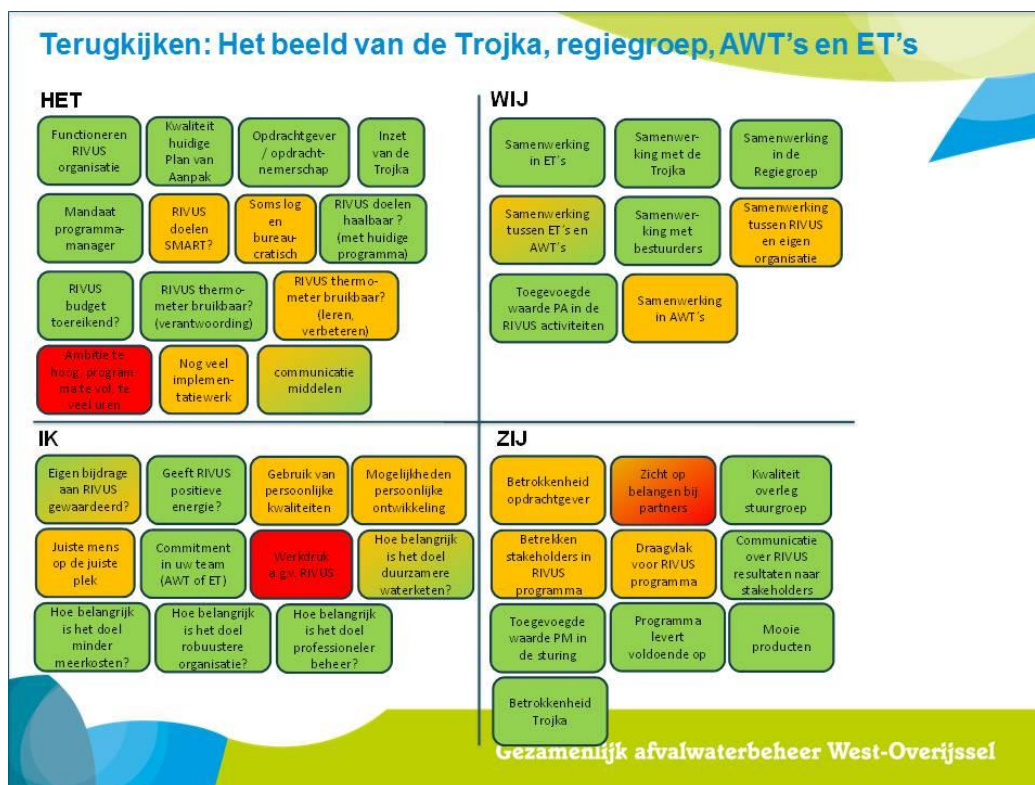 Terugkijken: Het beeld van de Trojka, regiegroep, AWT's en ET's
HET
Functioneren
RIVUS
organisatie
Kwaliteit
huidige
Plan van
Aanpak
Opdrachtgever
/ opdracht-
nemerschap
Inzet
van de
Trojka
Mandaat
programma-
manager
RIVUS
doelen
SMART?
Soms log
en
bureau-
cratisch
RIVUS doelen
haalbaar ?
(met huidige
programma)
RIVUS
budget
toereikend?
RIVUS thermo-
meter bruikbaar?
(verantwoording)
RIVUS thermo-
meter bruikbaar?
(leren,
verbeteren)
Ambitie te
hoog, program-
ma te vol, te
veel uren
Nog veel
implemen-
tatiewerk
communicatie
middelen
WIJ
Samenwerking
in ET's
Samenwer-
king met de
Trojka
Samenwerking
in de
Regiegroep
Samenwerking
tussen ET's en
AWT's
Samenwer-
king met
bestuurders
Samenwerking
tussen RIVUS
en eigen
organisatie
Toegevoegde
waarde PA in de
RIVUS activiteiten
Samenwerking
in AWT's
IK
Eigen bijdrage
aan RIVUS
gewaardeerd?
Geeft RIVUS
positieve
energie?
Gebruik van
persoonlijke
kwaliteiten
Mogelijkheden
persoonlijke
ontwikkeling
Juiste mens
op de juiste
plek
Commitment
in uw team
(AWT of ET)
Werkdruk
a.g.v. RIVUS
Hoe belangrijk
is het doel
duurzamere
waterketen?
Hoe belangrijk
is het doel
minder
meerkosten?
Hoe belangrijk
is het doel
robuustere
organisatie?
Hoe belangrijk
is het doel
professioneler
beheer?
ZIJ
Betrokkenheid
opdrachtgever
Zicht op
belangen bij
partners
Kwaliteit
overleg
stuurgroep
Betrekken
stakeholders in
RIVUS
programma
Draagvlak
voor RIVUS
programma
Communicatie
over RIVUS
resultaten naar
stakeholders
Toegevoegde
waarde PM in
de sturing
Programma
levert
voldoende op
Mooie
producten
Betrokkenheid
Trojka
Gezamenlijk afvalwaterbeheer West-Overijssel